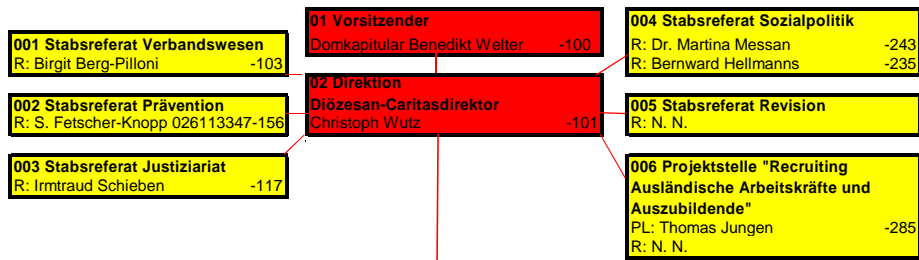 001 Stabsreferat Verbandswesen
R: Birgit Berg-Pilloni -103
002 Stabsreferat Prävention
R: S. Fetscher-Knopp 026113347-156
003 Stabsreferat Justiziariat
R: Irmtraud Schieben -117
01 Vorsitzender
Domkapitular Benedikt Welter -100
02 Direktion
Diözesan-Caritasdirektor
Christoph Wutz -101
004 Stabsreferat Sozialpolitik
R: Dr. Martina Messan -243
R: Bernward Hellmanns -235
005 Stabsreferat Revision
R: N. N.
006 Projektstelle "Recruiting
Ausländische Arbeitskräfte und
Auszubildende"
PL: Thomas Jungen -285
R: N. N.